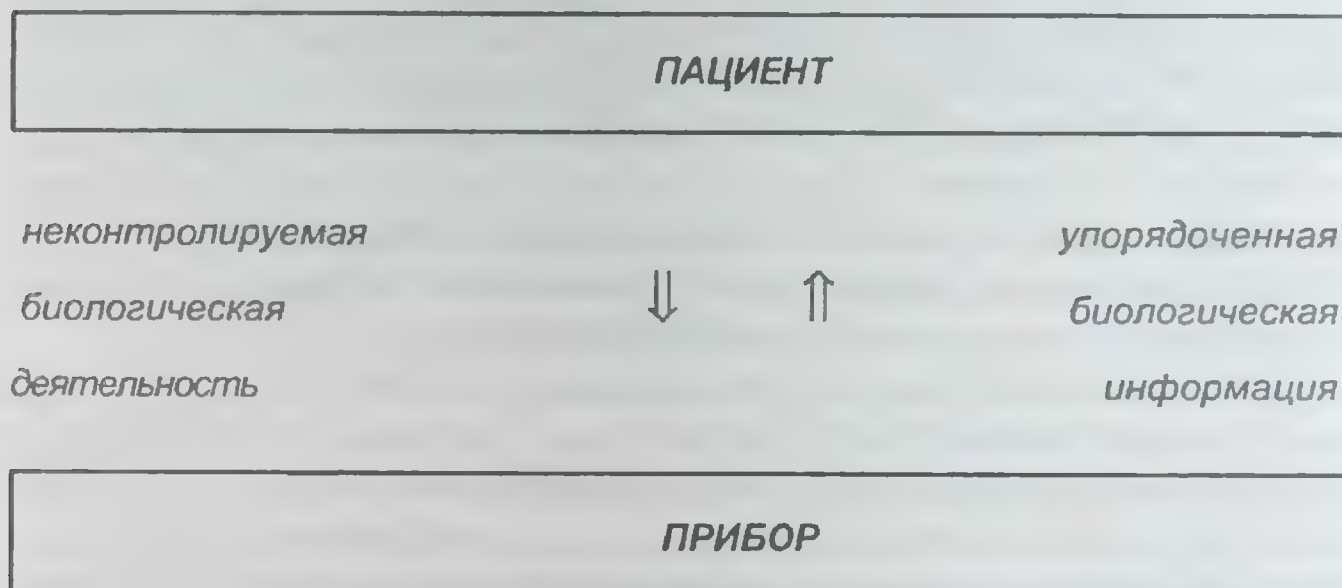 ПАЦИЕНТ
неконтролируемая
биологическая
деятельность
⇓ ⇑
упорядоченная
биологическая
информация
ПРИБОР